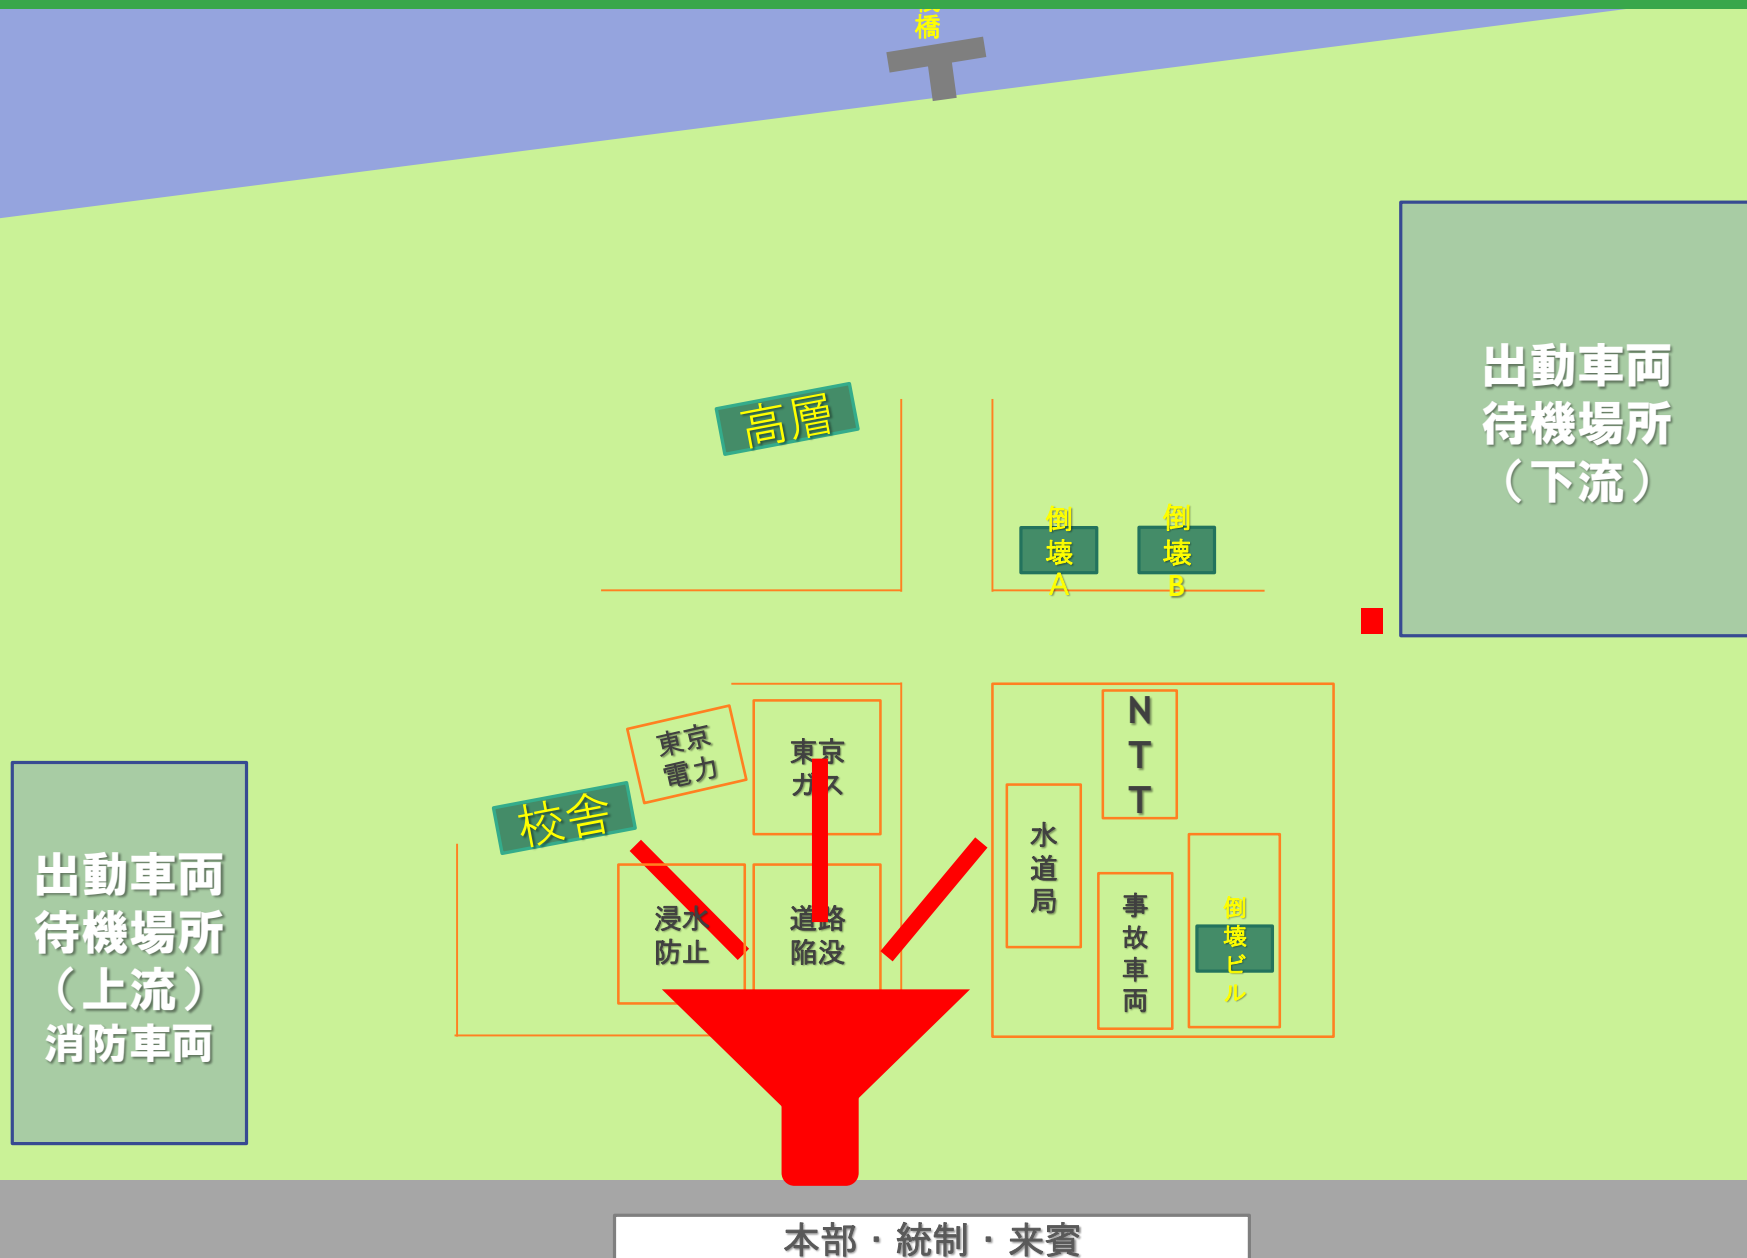 橋
高層
倒
壊
A
倒
壊
B
出動車両
待機場所
（下流）
東京
電力
東京
ガス
N
T
T
校舎
水
道
局
浸水
防止
道路
陥没
事
故
車
両
倒
壊
ビ
ル
出動車両
待機場所
（上流）
消防車両
本部・統制・来賓